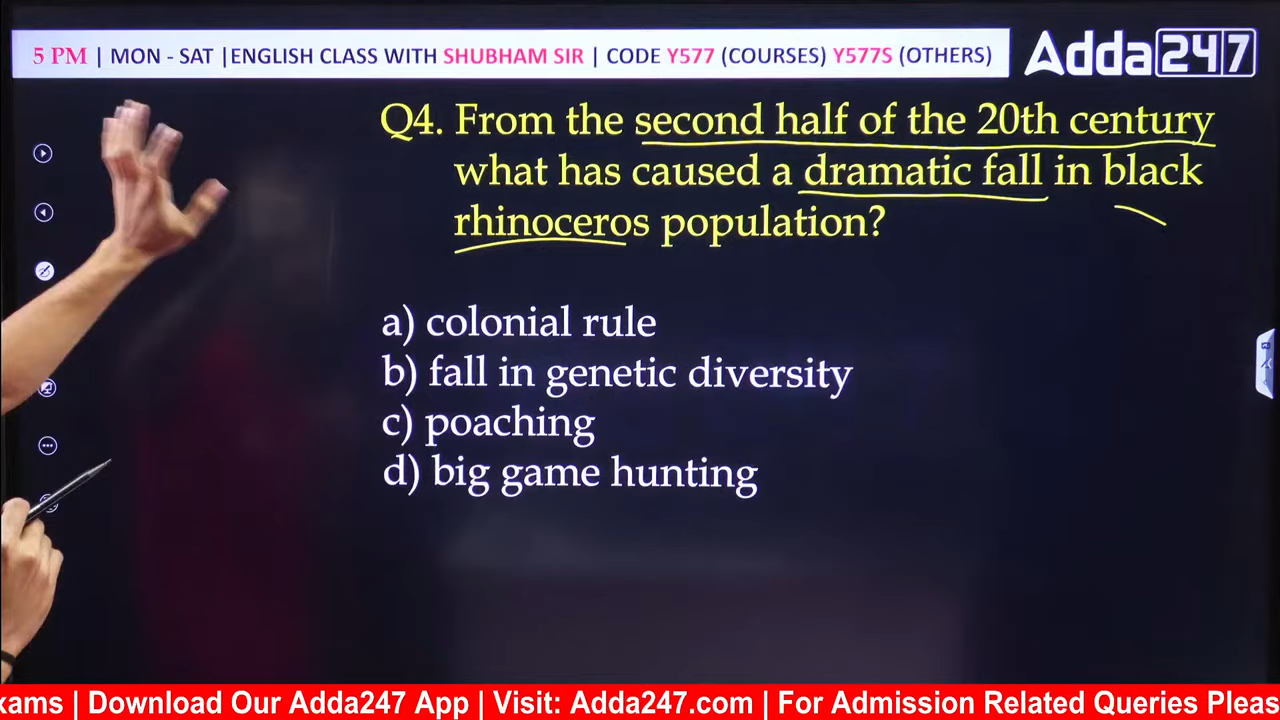 5 PM | MON - SAT |ENGLISH CLASS WITH SHUBHAM SIR | CODE Y577 (COURSES) Y577S (OTHERS)
Adda247
Q4. From the second half of the 20th century
what has caused a dramatic fall in black
rhinoceros population?
a) colonial rule
b) fall in genetic diversity
c) poaching
d) big game hunting
xams | Download Our Adda247 App | Visit: Adda247.com | For Admission Related Queries Pleas